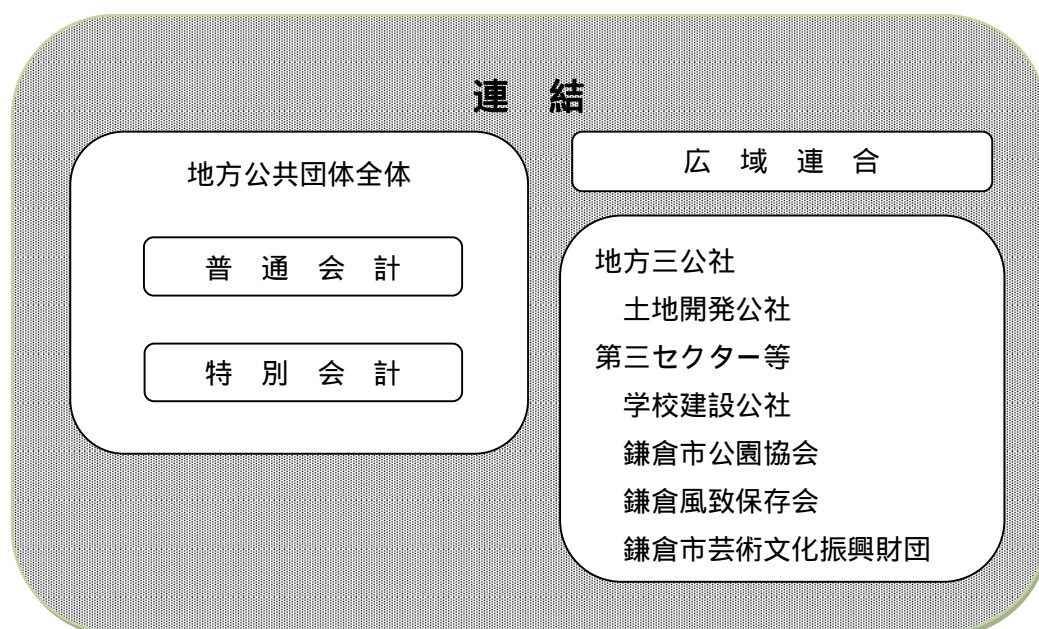 連 結
地方公共団体全体
普 通 会 計
特 別 会 計
広 域 連 合
地方三公社
土地開発公社
第三セクター等
学校建設公社
鎌倉市公園協会
鎌倉風致保存会
鎌倉市芸術文化振興財団